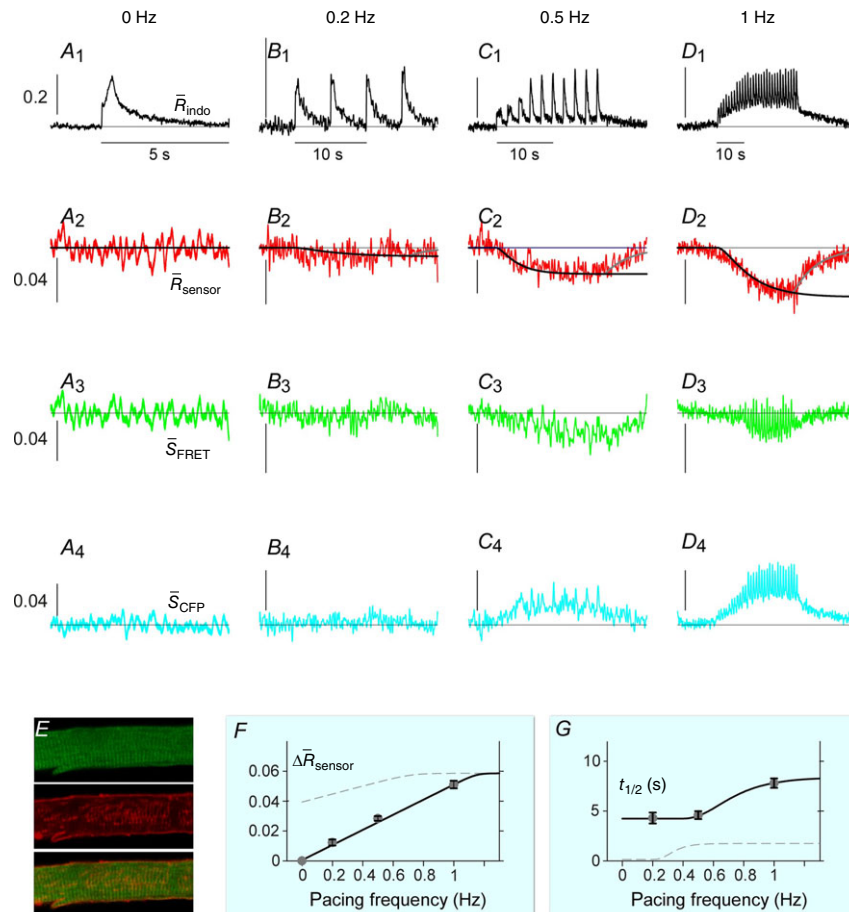 0 Hz 0.2 Hz 0.5 Hz 1 Hz
A1 B1 C1 D1
0.2 R̄indo
5 s 10 s 10 s 10 s
A2 B2 C2 D2
0.04 R̄sensor
A3 B3 C3 D3
0.04 S̄FRET
A4 B4 C4 D4
0.04 S̄CFP
E
F
ΔR̄sensor
0.06
0.04
0.02
0
0 0.2 0.4 0.6 0.8 1 1.2
Pacing frequency (Hz)
G
10
t1/2 (s)
5
0
0 0.2 0.4 0.6 0.8 1 1.2
Pacing frequency (Hz)